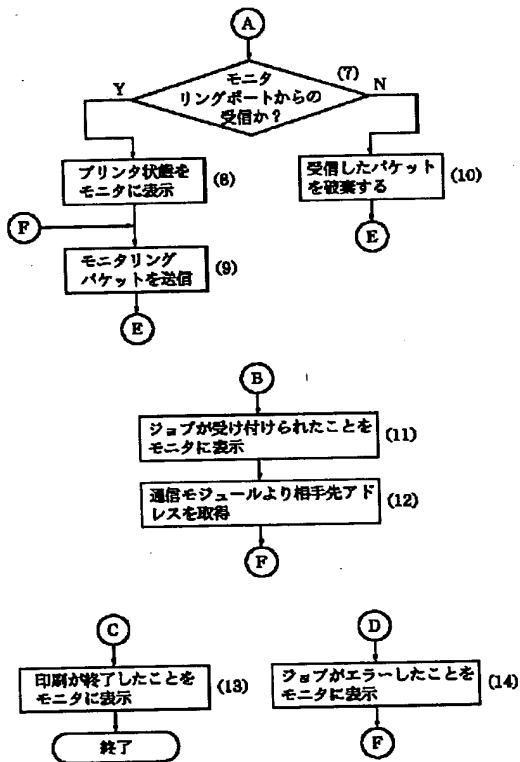 A
モニタ
リングポートからの
受信か？
(7)
Y
N
プリンタ状態を
モニタに表示
(8)
受信したパケット
を破棄する
(10)
F
E
モニタリング
パケットを送信
(9)
E
B
ジョブが受け付けられたことを
モニタに表示
(11)
通信モジュールより相手先アド
レスを取得
(12)
F
C
印刷が終了したことを
モニタに表示
(13)
終了
D
ジョブがエラーしたことを
モニタに表示
(14)
F